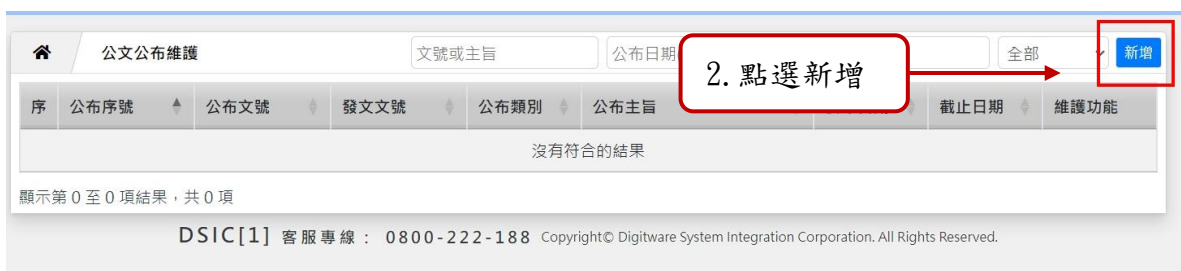 公文公布維護 文號或主旨 公布日期 全部 新增
2.點選新增
序 公布序號 公布文號 發文文號 公布類別 公布主旨 截止日期 維護功能
沒有符合的結果
顯示第 0 至 0 項結果，共 0 項
DSIC[1] 客服專線： 0800-222-188 Copyright© Digitware System Integration Corporation. All Rights Reserved.